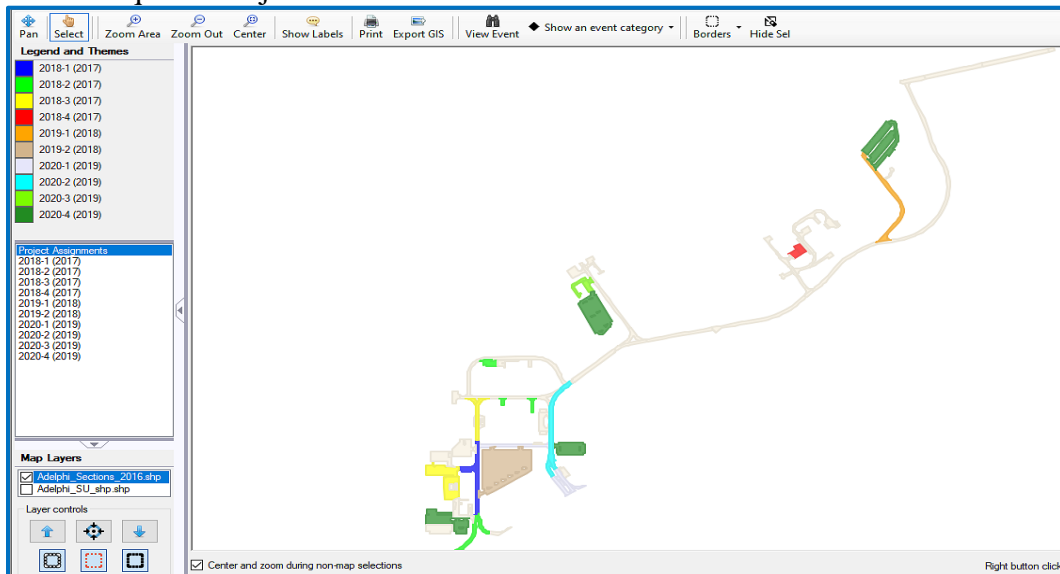 Pan Select Zoom Area Zoom Out Center Show Labels Print Export GIS View Event Show an event category Borders Hide Sel
Legend and Themes
2018-1 (2017)
2018-2 (2017)
2018-3 (2017)
2018-4 (2017)
2019-1 (2018)
2019-2 (2018)
2020-1 (2019)
2020-2 (2019)
2020-3 (2019)
2020-4 (2019)
Project Assignments
2018-1 (2017)
2018-2 (2017)
2018-3 (2017)
2018-4 (2017)
2019-1 (2018)
2019-2 (2018)
2020-1 (2019)
2020-2 (2019)
2020-3 (2019)
2020-4 (2019)
Map Layers
Adelphi_Sections_2016.shp
Adelphi_SU_shp.shp
Layer controls
Center and zoom during non-map selections
Right button click